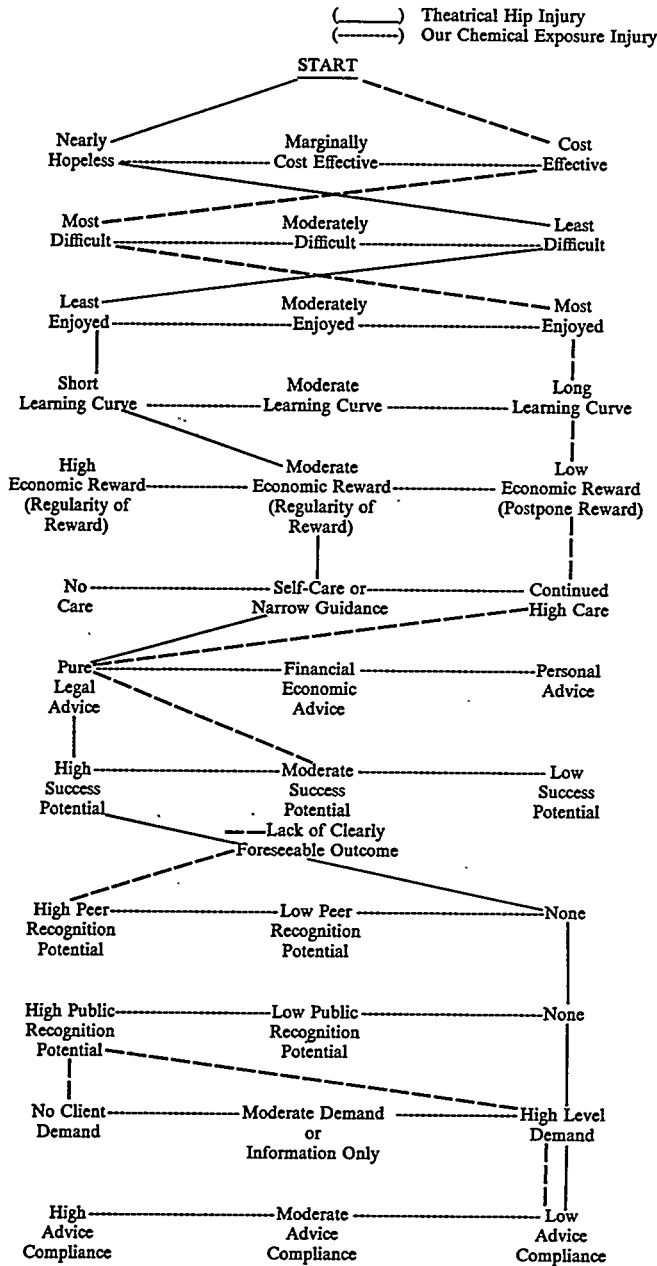 (______) Theatrical Hip Injury
(--------) Our Chemical Exposure Injury
START
Nearly Hopeless
Marginally Cost Effective
Cost Effective
Most Difficult
Moderately Difficult
Least Difficult
Least Enjoyed
Moderately Enjoyed
Most Enjoyed
Short Learning Curve
Moderate Learning Curve
Long Learning Curve
High Economic Reward (Regularity of Reward)
Moderate Economic Reward (Regularity of Reward)
Low Economic Reward (Postpone Reward)
No Care
Self-Care or Narrow Guidance
Continued High Care
Pure Legal Advice
Financial Economic Advice
Personal Advice
High Success Potential
Moderate Success Potential
Low Success Potential
Lack of Clearly Foreseeable Outcome
High Peer Recognition Potential
Low Peer Recognition Potential
None
High Public Recognition Potential
Low Public Recognition Potential
None
No Client Demand
Moderate Demand or Information Only
High Level Demand
High Advice Compliance
Moderate Advice Compliance
Low Advice Compliance